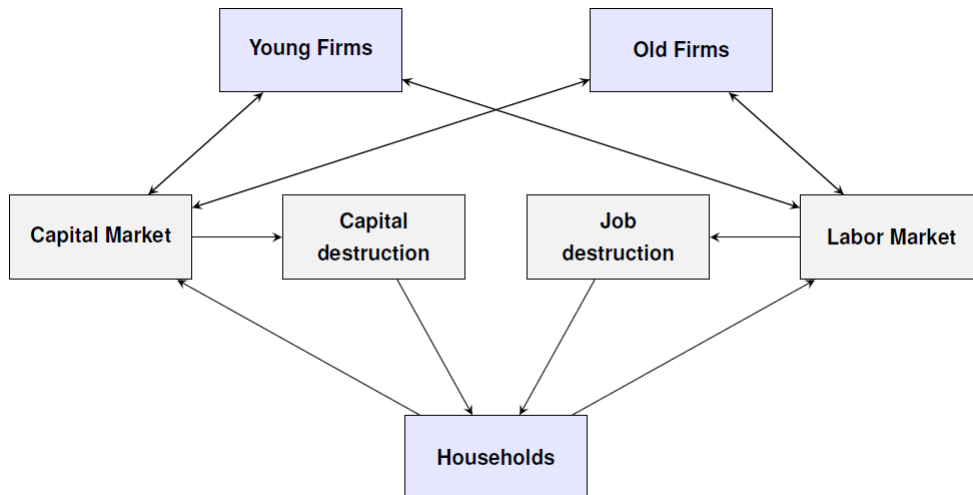 Young Firms
Old Firms
Capital Market
Capital
destruction
Job
destruction
Labor Market
Households